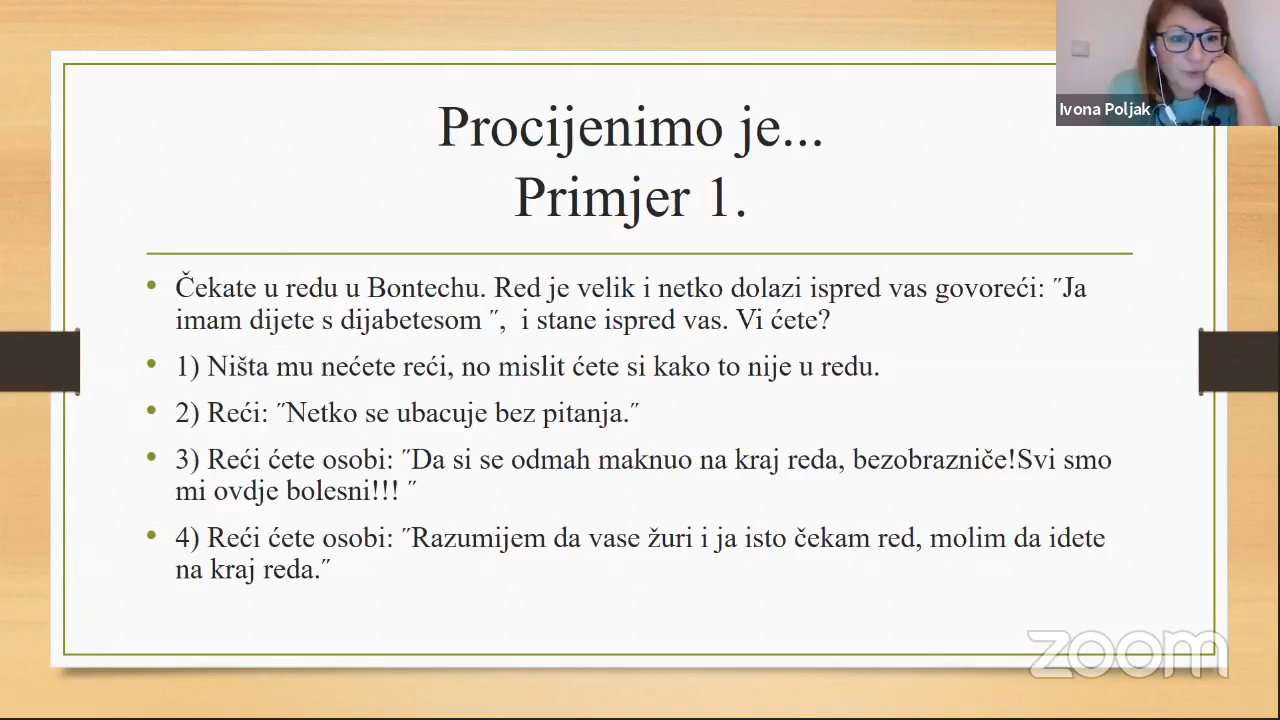 Procijenimo je...
Primjer 1.
Ivona Poljak
• Čekate u redu u Bontechu. Red je velik i netko dolazi ispred vas govoreći: ˝Ja
imam dijete s dijabetesom ˝,  i stane ispred vas. Vi ćete?
• 1) Ništa mu nećete reći, no mislit ćete si kako to nije u redu.
• 2) Reći: ˝Netko se ubacuje bez pitanja.˝
• 3) Reći ćete osobi: ˝Da si se odmah maknuo na kraj reda, bezobrazniče!Svi smo
mi ovdje bolesni!!! ˝
• 4) Reći ćete osobi: ˝Razumijem da vase žuri i ja isto čekam red, molim da idete
na kraj reda.˝
zoom